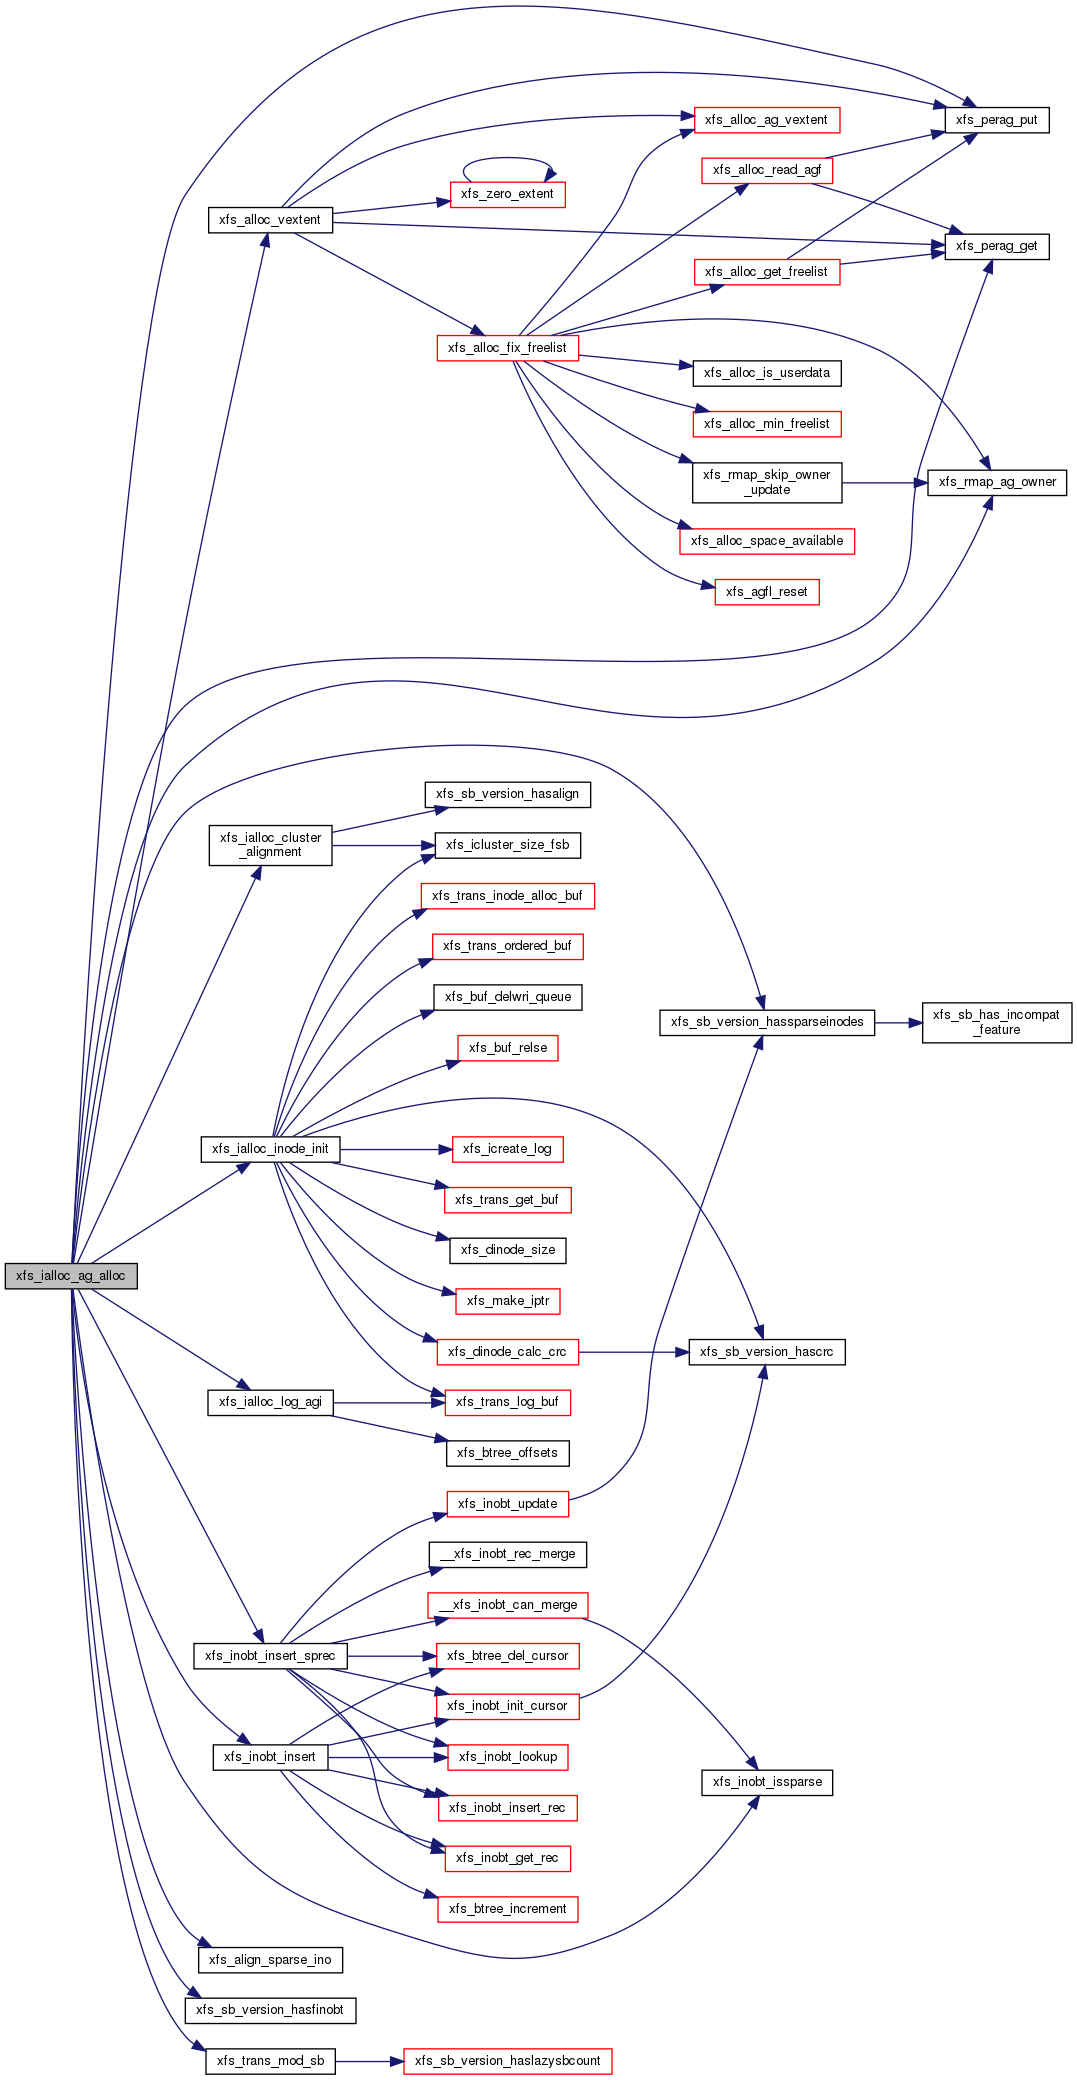 xfs_perag_put
xfs_alloc_ag_vextent
xfs_alloc_read_agf
xfs_zero_extent
xfs_alloc_vextent
xfs_perag_get
xfs_alloc_get_freelist
xfs_alloc_fix_freelist
xfs_alloc_is_userdata
xfs_alloc_min_freelist
xfs_rmap_skip_owner
_update
xfs_rmap_ag_owner
xfs_alloc_space_available
xfs_agfl_reset
xfs_sb_version_hasalign
xfs_ialloc_cluster
_alignment
xfs_icluster_size_fsb
xfs_trans_inode_alloc_buf
xfs_trans_ordered_buf
xfs_buf_delwri_queue
xfs_sb_version_hassparseinodes
xfs_sb_has_incompat
_feature
xfs_buf_relse
xfs_ialloc_inode_init
xfs_icreate_log
xfs_trans_get_buf
xfs_dinode_size
xfs_ialloc_ag_alloc
xfs_make_iptr
xfs_dinode_calc_crc
xfs_sb_version_hascrc
xfs_ialloc_log_agi
xfs_trans_log_buf
xfs_btree_offsets
xfs_inobt_update
__xfs_inobt_rec_merge
__xfs_inobt_can_merge
xfs_inobt_insert_sprec
xfs_btree_del_cursor
xfs_inobt_init_cursor
xfs_inobt_insert
xfs_inobt_lookup
xfs_inobt_issparse
xfs_inobt_insert_rec
xfs_inobt_get_rec
xfs_btree_increment
xfs_align_sparse_ino
xfs_sb_version_hasfinobt
xfs_trans_mod_sb
xfs_sb_version_haslazysbcount